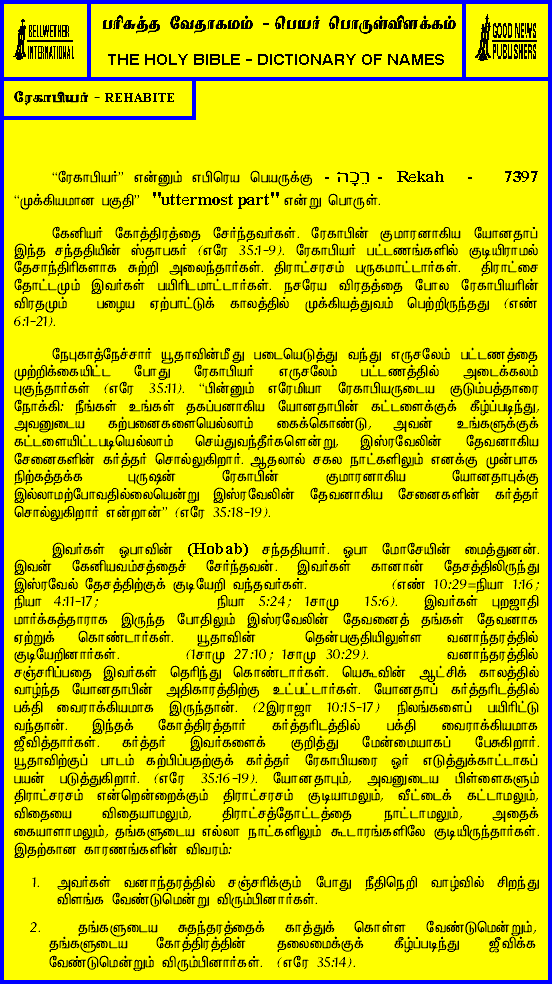 BELLWETHER
INTERNATIONAL
பரிசுத்த வேதாகமம் - பெயர் பொருள்விளக்கம்
THE HOLY BIBLE - DICTIONARY OF NAMES
GOOD NEWS
PUBLISHERS
ரேகாபியர் - REHABITE
“ரேகாபியர்” என்னும் எபிரெய பெயருக்கு - רֵכָה - Rekah - 7397
“முக்கியமான பகுதி” "uttermost part" என்று பொருள்.
கேனியர் கோத்திரத்தை சேர்ந்தவர்கள். ரேகாபின் குமாரனாகிய யோனதாப்
இந்த சந்ததியின் ஸ்தாபகர் (எரே 35:1-9). ரேகாபியர் பட்டணங்களில் குடியிராமல்
தேசாந்திரிகளாக சுற்றி அலைந்தார்கள். திராட்சரசம் பருகமாட்டார்கள். திராட்சை
தோட்டமும் இவர்கள் பயிரிடமாட்டார்கள். நசரேய விரதத்தை போல ரேகாபியரின்
விரதமும் பழைய ஏற்பாட்டுக் காலத்தில் முக்கியத்துவம் பெற்றிருந்தது (எண்
6:1-21).
நேபுகாத்நேச்சார் யூதாவின்மீது படையெடுத்து வந்து எருசலேம் பட்டணத்தை
முற்றிக்கையிட்ட போது ரேகாபியர் எருசலேம் பட்டணத்தில் அடைக்கலம்
புகுந்தார்கள் (எரே 35:11). “பின்னும் எரேமியா ரேகாபியருடைய குடும்பத்தாரை
நோக்கி: நீங்கள் உங்கள் தகப்பனாகிய யோனதாபின் கட்டளைக்குக் கீழ்ப்படிந்து,
அவனுடைய கற்பனைகளையெல்லாம் கைக்கொண்டு, அவன் உங்களுக்குக்
கட்டளையிட்டபடியெல்லாம் செய்துவந்தீர்களென்று, இஸ்ரவேலின் தேவனாகிய
சேனைகளின் கர்த்தர் சொல்லுகிறார். ஆதலால் சகல நாட்களிலும் எனக்கு முன்பாக
நிற்கத்தக்க புருஷன் ரேகாபின் குமாரனாகிய யோனதாபுக்கு
இல்லாமற்போவதில்லையென்று இஸ்ரவேலின் தேவனாகிய சேனைகளின் கர்த்தர்
சொல்லுகிறார் என்றான்” (எரே 35:18-19).
இவர்கள் ஒபாவின் (Hobab) சந்ததியார். ஒபா மோசேயின் மைத்துனன்.
இவன் கேனியவம்சத்தைச் சேர்ந்தவன். இவர்கள் கானான் தேசத்திலிருந்து
இஸ்ரவேல் தேசத்திற்குக் குடியேறி வந்தவர்கள். (எண் 10:29=நியா 1:16;
நியா 4:11-17; நியா 5:24; 1சாமு 15:6). இவர்கள் புறஜாதி
மார்க்கத்தாராக இருந்த போதிலும் இஸ்ரவேலின் தேவனைத் தங்கள் தேவனாக
ஏற்றுக் கொண்டார்கள். யூதாவின் தென்பகுதியிலுள்ள வனாந்தரத்தில்
குடியேறினார்கள். (1சாமு 27:10; 1சாமு 30:29). வனாந்தரத்தில்
சஞ்சரிப்பதை இவர்கள் தெரிந்து கொண்டார்கள். யெகூவின் ஆட்சிக் காலத்தில்
வாழ்ந்த யோனதாபின் அதிகாரத்திற்கு உட்பட்டார்கள். யோனதாப் கர்த்தரிடத்தில்
பக்தி வைராக்கியமாக இருந்தான். (2இராஜா 10:15-17) நிலங்களைப் பயிரிட்டு
வந்தான். இந்தக் கோத்திரத்தார் கர்த்தரிடத்தில் பக்தி வைராக்கியமாக
ஜீவித்தார்கள். கர்த்தர் இவர்களைக் குறித்து மேன்மையாகப் பேசுகிறார்.
யூதாவிற்குப் பாடம் கற்பிப்பதற்குக் கர்த்தர் ரேகாபியரை ஓர் எடுத்துக்காட்டாகப்
பயன் படுத்துகிறார். (எரே 35:16-19). யோனதாபும், அவனுடைய பிள்ளைகளும்
திராட்சரசம் என்றென்றைக்கும் திராட்சரசம் குடியாமலும், வீட்டைக் கட்டாமலும்,
விதையை விதையாமலும், திராட்சத்தோட்டத்தை நாட்டாமலும், அதைக்
கையாளாமலும், தங்களுடைய எல்லா நாட்களிலும் கூடாரங்களிலே குடியிருந்தார்கள்.
இதற்கான காரணங்களின் விவரம்:
1. அவர்கள் வனாந்தரத்தில் சஞ்சரிக்கும் போது நீதிநெறி வாழ்வில் சிறந்து
விளங்க வேண்டுமென்று விரும்பினார்கள்.
2. தங்களுடைய சுதந்தரத்தைக் காத்துக் கொள்ள வேண்டுமென்றும்,
தங்களுடைய கோத்திரத்தின் தலைமைக்குக் கீழ்ப்படிந்து ஜீவிக்க
வேண்டுமென்றும் விரும்பினார்கள். (எரே 35:14).